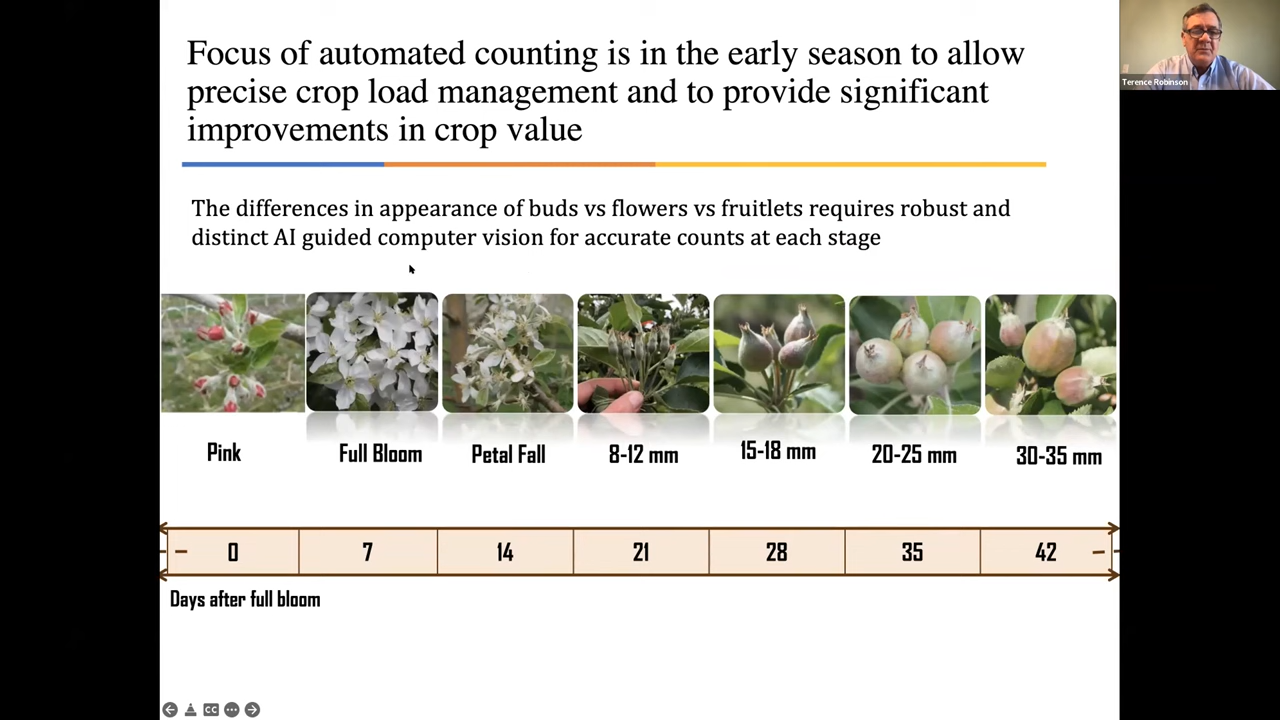 Focus of automated counting is in the early season to allow
precise crop load management and to provide significant
improvements in crop value
Terence Robinson
The differences in appearance of buds vs flowers vs fruitlets requires robust and
distinct AI guided computer vision for accurate counts at each stage
Pink Full Bloom Petal Fall 8-12 mm 15-18 mm 20-25 mm 30-35 mm
0 7 14 21 28 35 42
Days after full bloom
CC